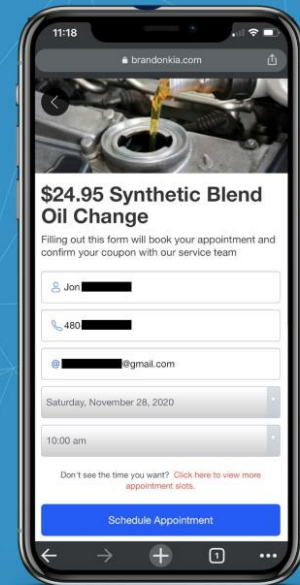 11:18
brandonkia.com
$24.95 Synthetic Blend
Oil Change
Filling out this form will book your appointment and
confirm your coupon with our service team
Jon
480
@ @gmail.com
Saturday, November 28, 2020
10:00 am
Don't see the time you want? Click here to view more
appointment slots.
Schedule Appointment
1